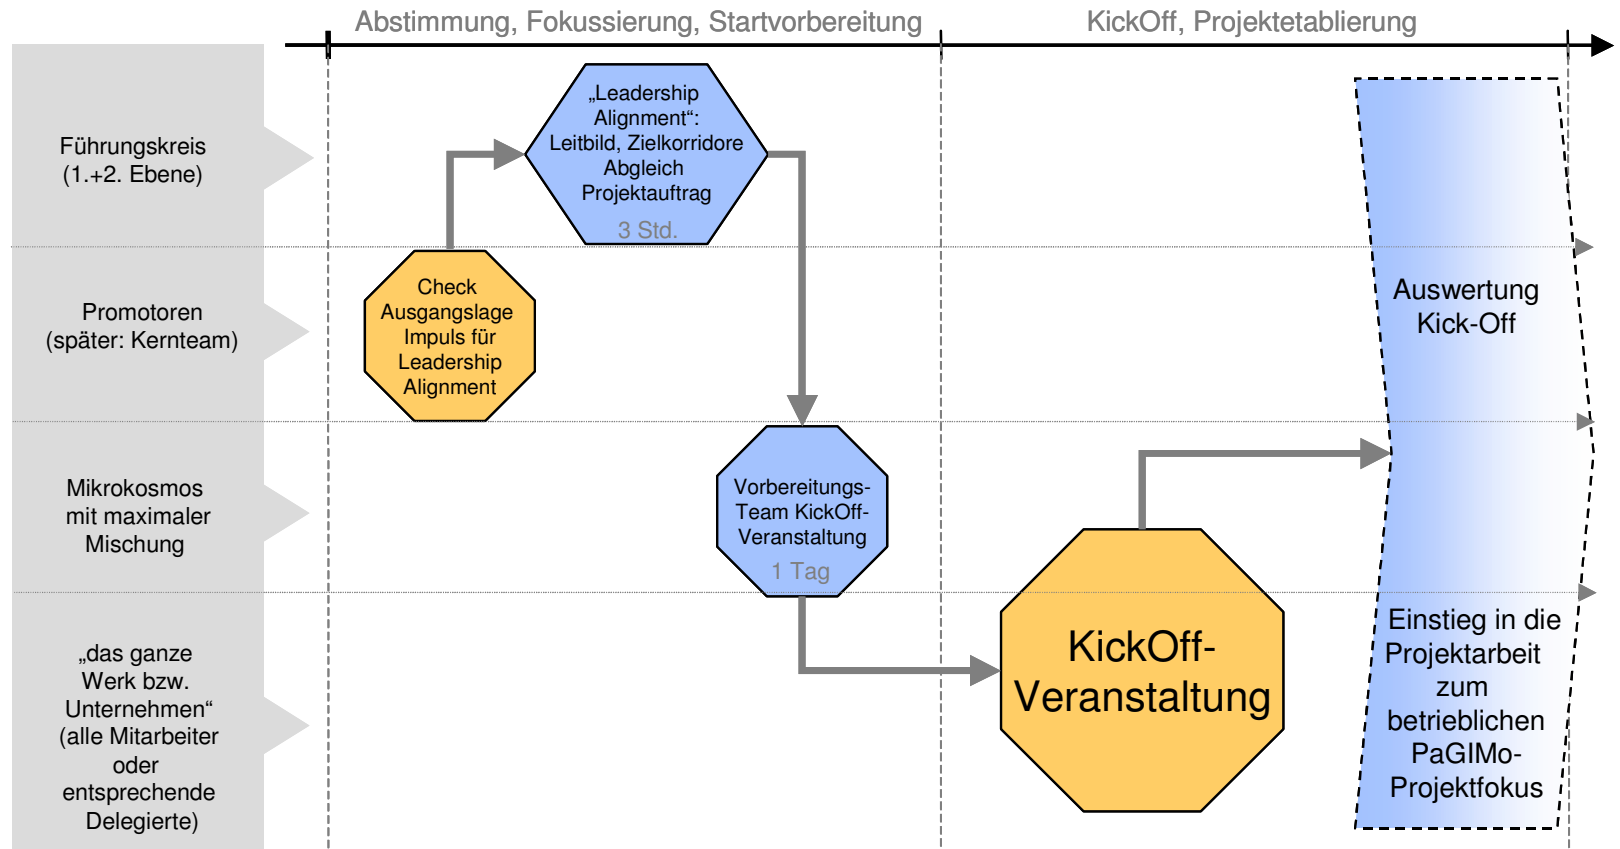 Abstimmung, Fokussierung, Startvorbereitung
KickOff, Projektetablierung
Führungskreis
(1.+2. Ebene)
„Leadership
Alignment“:
Leitbild, Zielkorridore
Abgleich
Projektauftrag
3 Std.
Promotoren
(später: Kernteam)
Check
Ausgangslage
Impuls für
Leadership
Alignment
Auswertung
Kick-Off
Mikrokosmos
mit maximaler
Mischung
Vorbereitungs-
Team KickOff-
Veranstaltung
1 Tag
„das ganze
Werk bzw.
Unternehmen“
(alle Mitarbeiter
oder
entsprechende
Delegierte)
KickOff-
Veranstaltung
Einstieg in die
Projektarbeit
zum
betrieblichen
PaGIMo-
Projektfokus